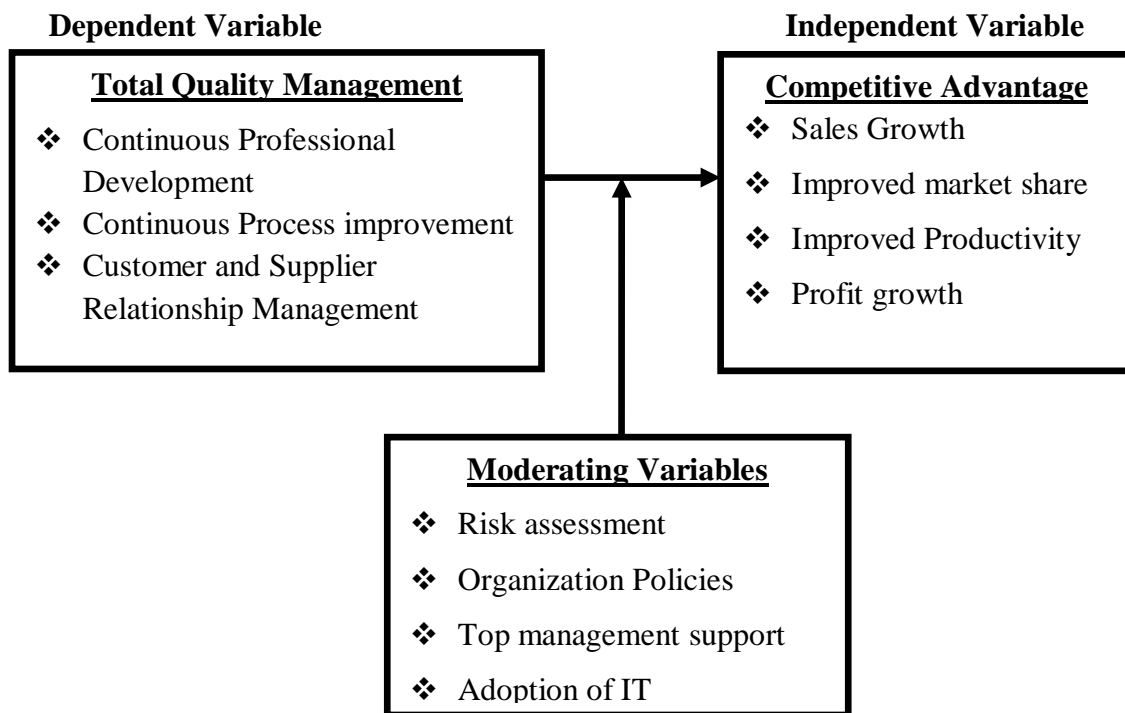 Dependent Variable
Total Quality Management
❖ Continuous Professional
Development
❖ Continuous Process improvement
❖ Customer and Supplier
Relationship Management
Independent Variable
Competitive Advantage
❖ Sales Growth
❖ Improved market share
❖ Improved Productivity
❖ Profit growth
Moderating Variables
❖ Risk assessment
❖ Organization Policies
❖ Top management support
❖ Adoption of IT